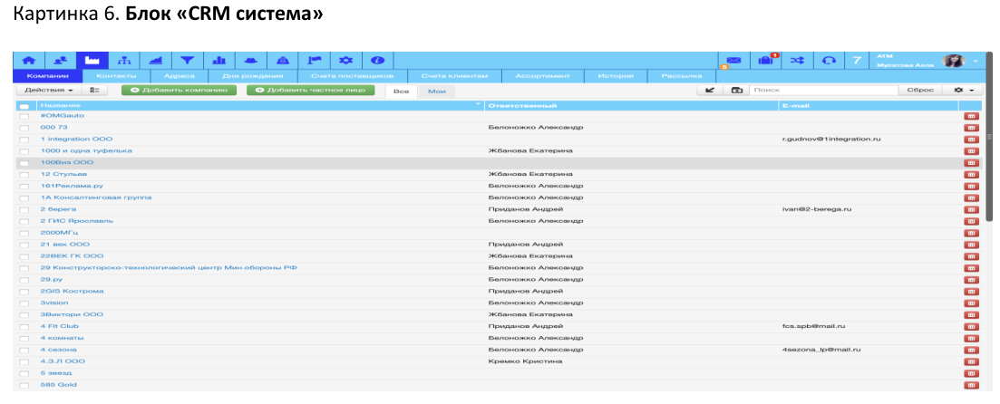 Картинка 6. Блок «CRM система»
5 1 7 АТМ
Мусатова Алла
Компании Контакты Адреса Дни рождения Счета поставщиков Счета клиентам Ассортимент История Рассылка
Действия Добавить компанию Добавить частное лицо Все Мои Поиск Сброс
Название Ответственный E-mail
#OMGauto
000 73 Белоножко Александр
1 integration ООО r.gudnov@1integration.ru
1000 и одна туфелька Жбанова Екатерина
100Виз ООО
12 Стульев Жбанова Екатерина
161Реклама.ру Белоножко Александр
1А Консалтинговая группа Белоножко Александр
2 берега Приданов Андрей ivan@2-berega.ru
2 ГИС Ярославль Белоножко Александр
2000МГц
21 век ООО Приданов Андрей
22ВЕК ГК ООО Жбанова Екатерина
29 Конструкторско-технологический центр Мин.обороны РФ Белоножко Александр
29.ру Белоножко Александр
2GIS Кострома Приданов Андрей
3vision Белоножко Александр
3Виктори ООО Жбанова Екатерина
4 Fit Club Приданов Андрей fcs.spb@mail.ru
4 комнаты Белоножко Александр
4 сезона Белоножко Александр 4sezona_lp@mail.ru
4.3.Л ООО Кремко Кристина
5 звезд
585 Gold